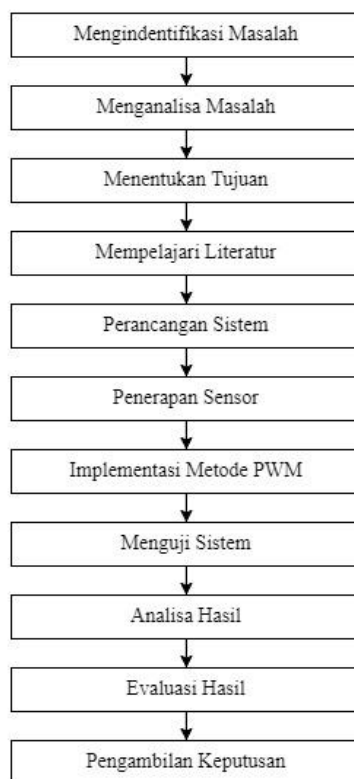 Mengindentifikasi Masalah
Menganalisa Masalah
Menentukan Tujuan
Mempelajari Literatur
Perancangan Sistem
Penerapan Sensor
Implementasi Metode PWM
Menguji Sistem
Analisa Hasil
Evaluasi Hasil
Pengambilan Keputusan